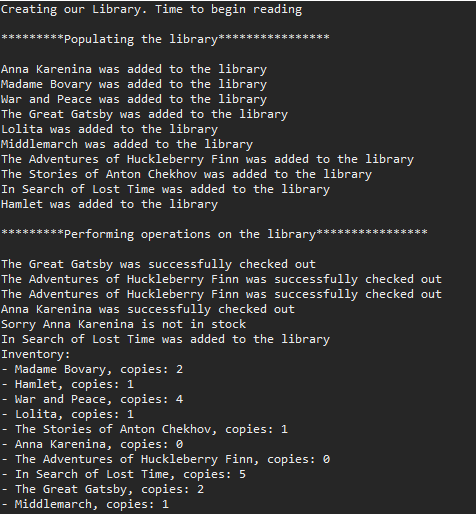 Creating our Library. Time to begin reading
*********Populating the library****************
Anna Karenina was added to the library
Madame Bovary was added to the library
War and Peace was added to the library
The Great Gatsby was added to the library
Lolita was added to the library
Middlemarch was added to the library
The Adventures of Huckleberry Finn was added to the library
The Stories of Anton Chekhov was added to the library
In Search of Lost Time was added to the library
Hamlet was added to the library
*********Performing operations on the library****************
The Great Gatsby was successfully checked out
The Adventures of Huckleberry Finn was successfully checked out
The Adventures of Huckleberry Finn was successfully checked out
Anna Karenina was successfully checked out
Sorry Anna Karenina is not in stock
In Search of Lost Time was added to the library
Inventory:
- Madame Bovary, copies: 2
- Hamlet, copies: 1
- War and Peace, copies: 4
- Lolita, copies: 1
- The Stories of Anton Chekhov, copies: 1
- Anna Karenina, copies: 0
- The Adventures of Huckleberry Finn, copies: 0
- In Search of Lost Time, copies: 5
- The Great Gatsby, copies: 2
- Middlemarch, copies: 1